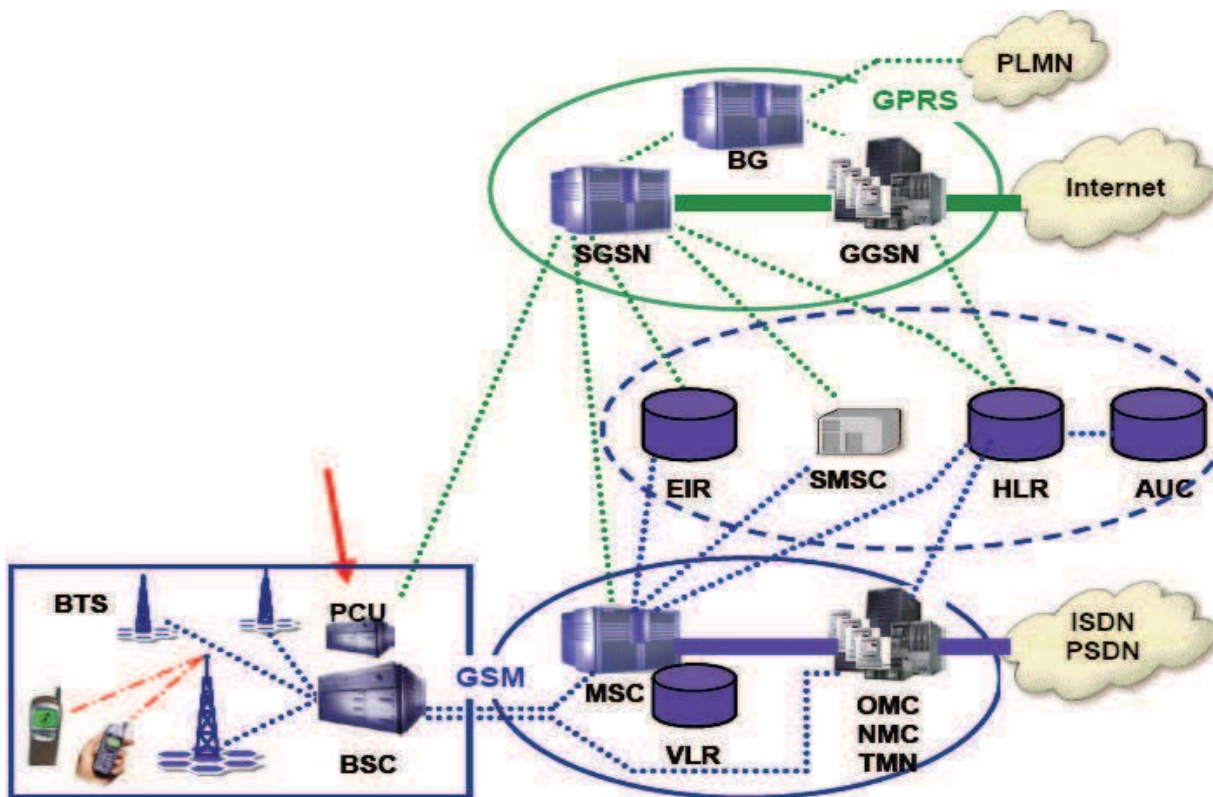 PLMN
GPRS
BG
Internet
SGSN
GGSN
EIR
SMSC
HLR
AUC
BTS
PCU
GSM
MSC
ISDN
PSDN
BSC
VLR
OMC
NMC
TMN